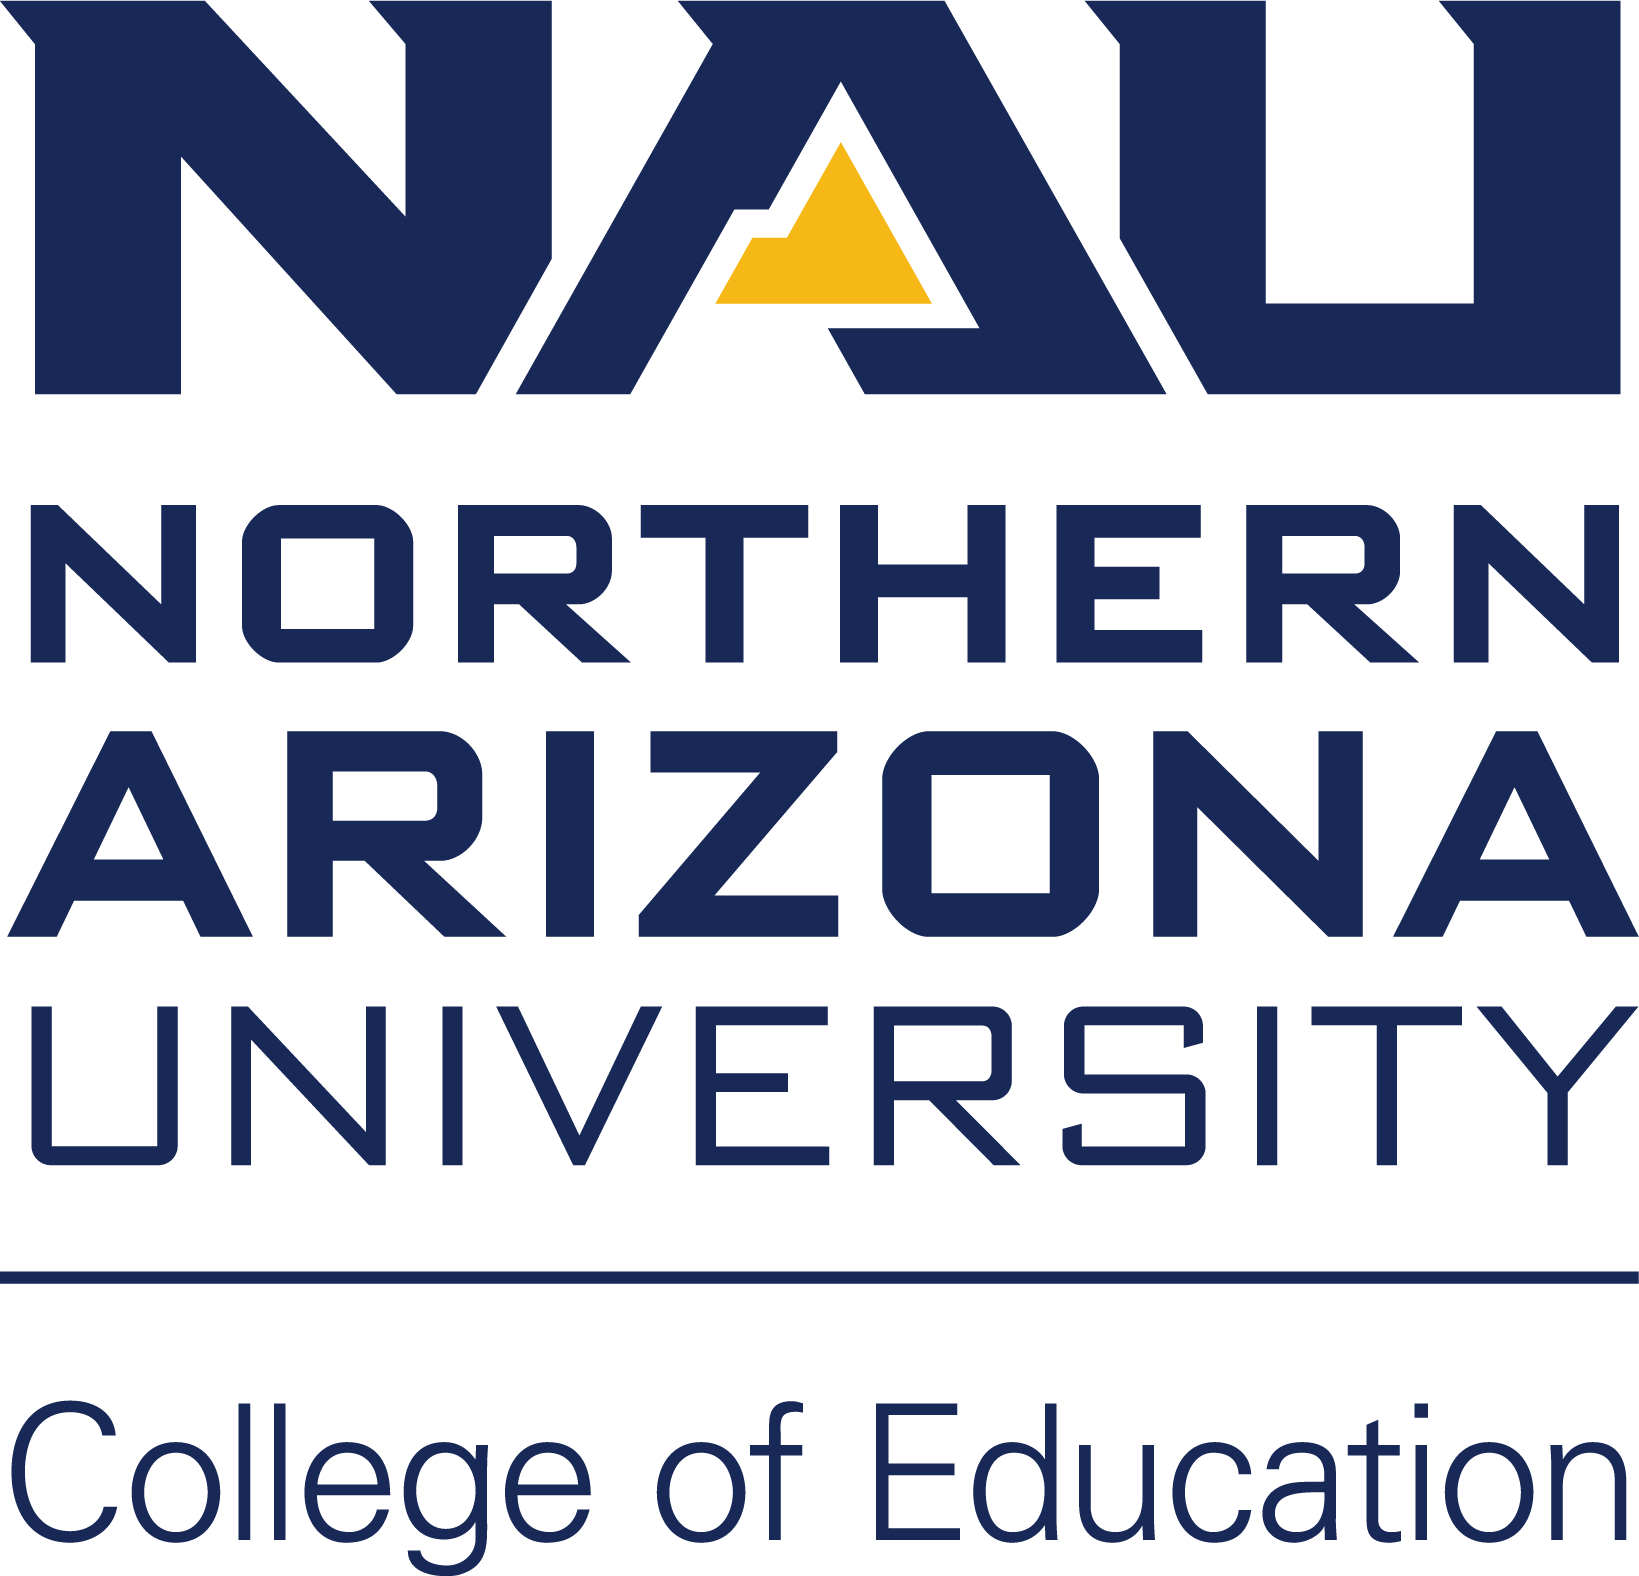 NAU
NORTHERN
ARIZONA
UNIVERSITY
College of Education